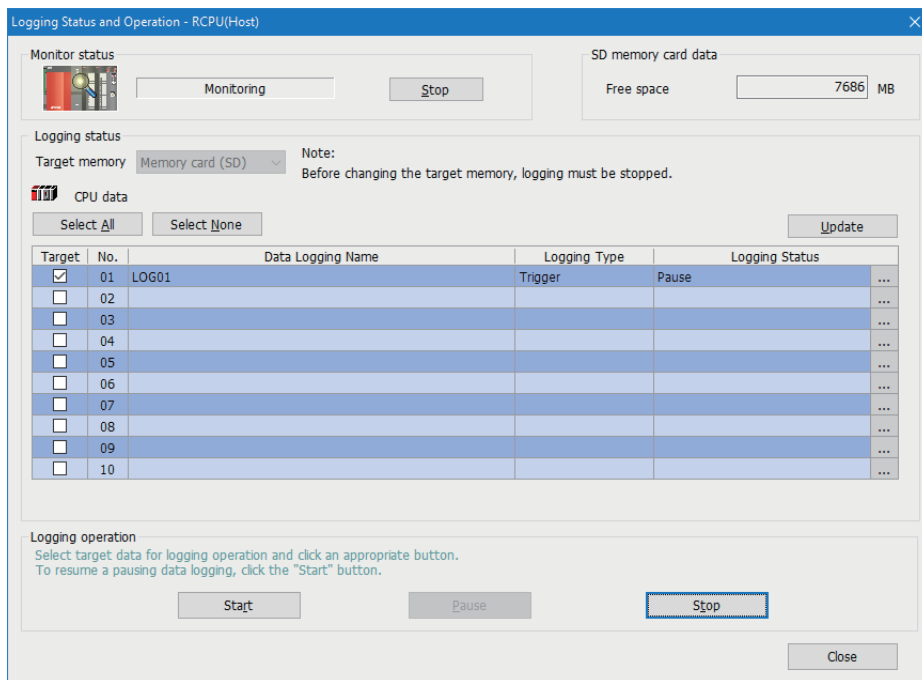 Logging Status and Operation - RCPU(Host)
Monitor status
Monitoring
Stop
SD memory card data
Free space
7686 MB
Logging status
Target memory Memory card (SD)
Note:
Before changing the target memory, logging must be stopped.
CPU data
Select All
Select None
Update
Target No. Data Logging Name Logging Type Logging Status
01 LOG01 Trigger Pause ...
02 ...
03 ...
04 ...
05 ...
06 ...
07 ...
08 ...
09 ...
10 ...
Logging operation
Select target data for logging operation and click an appropriate button.
To resume a pausing data logging, click the "Start" button.
Start
Pause
Stop
Close